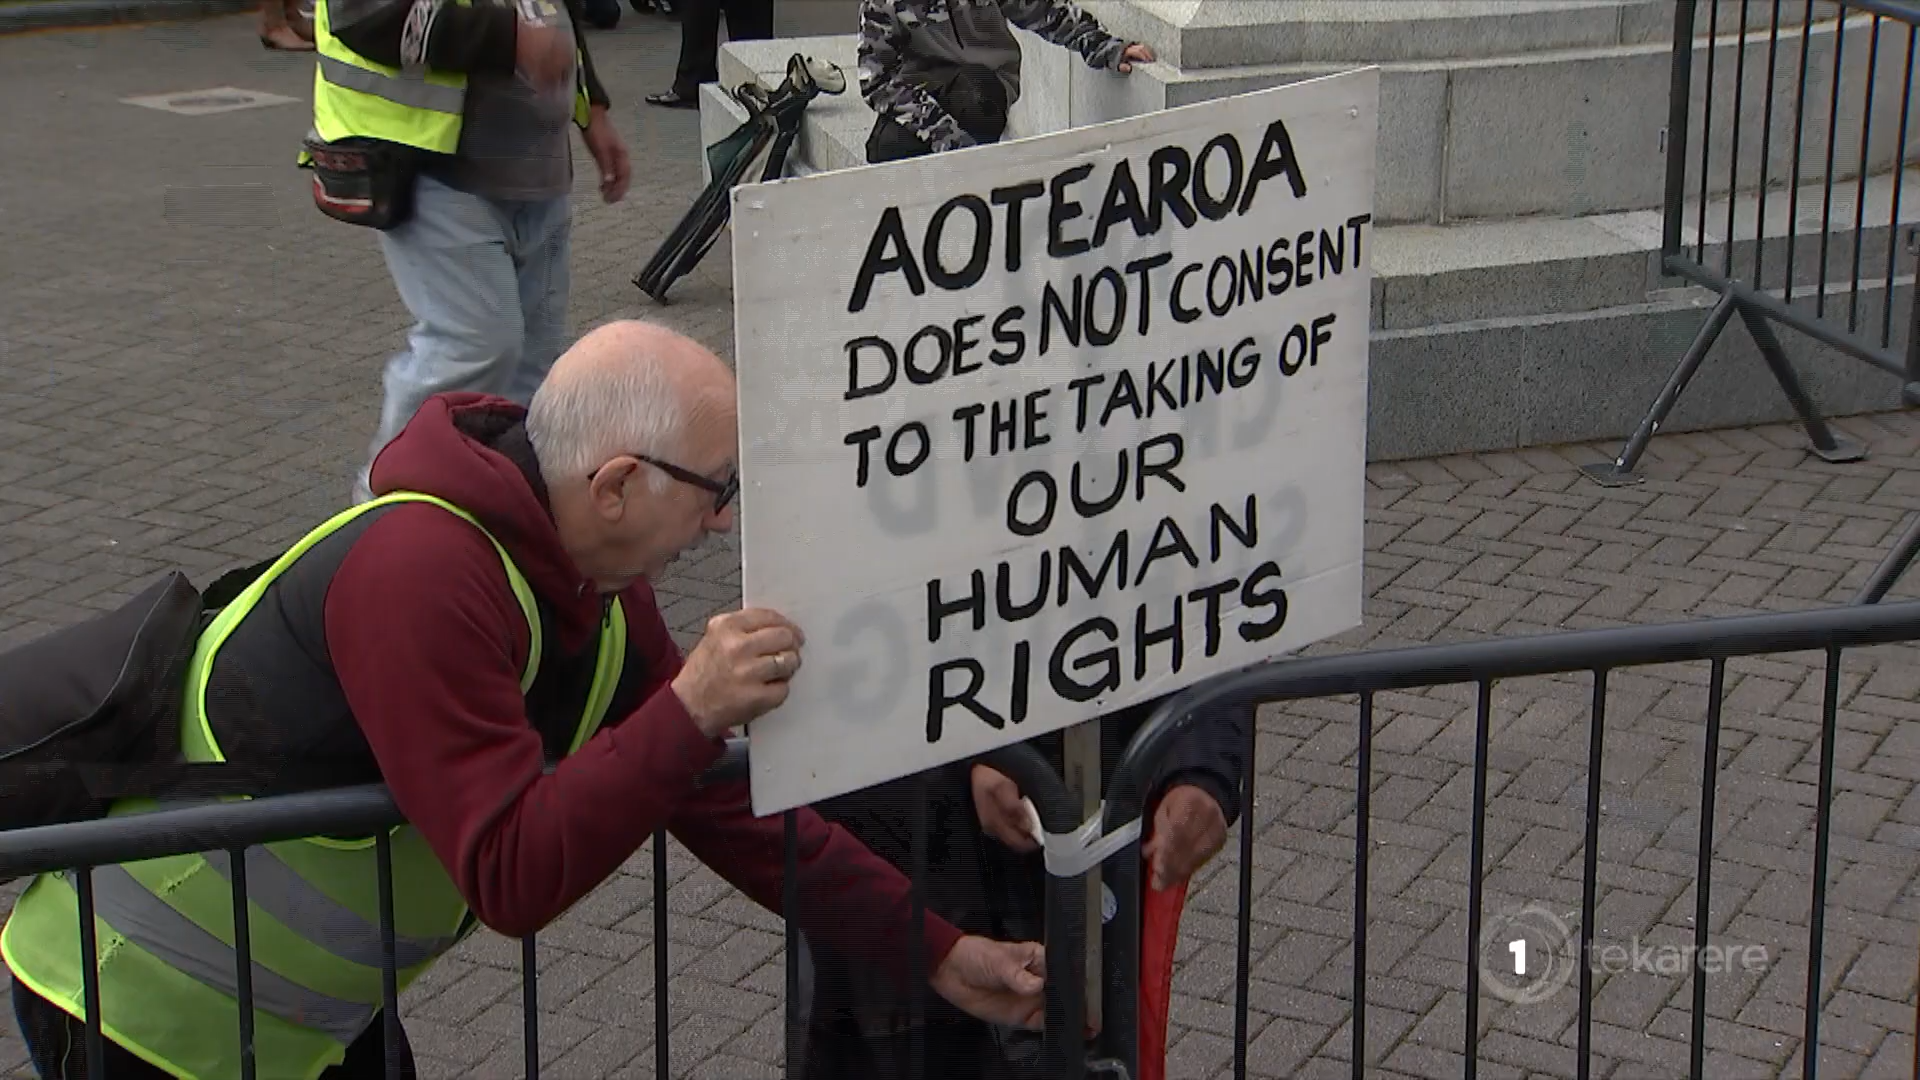 AOTEAROA
DOES NOT CONSENT
TO THE TAKING OF
OUR
HUMAN
RIGHTS
1 tekarere